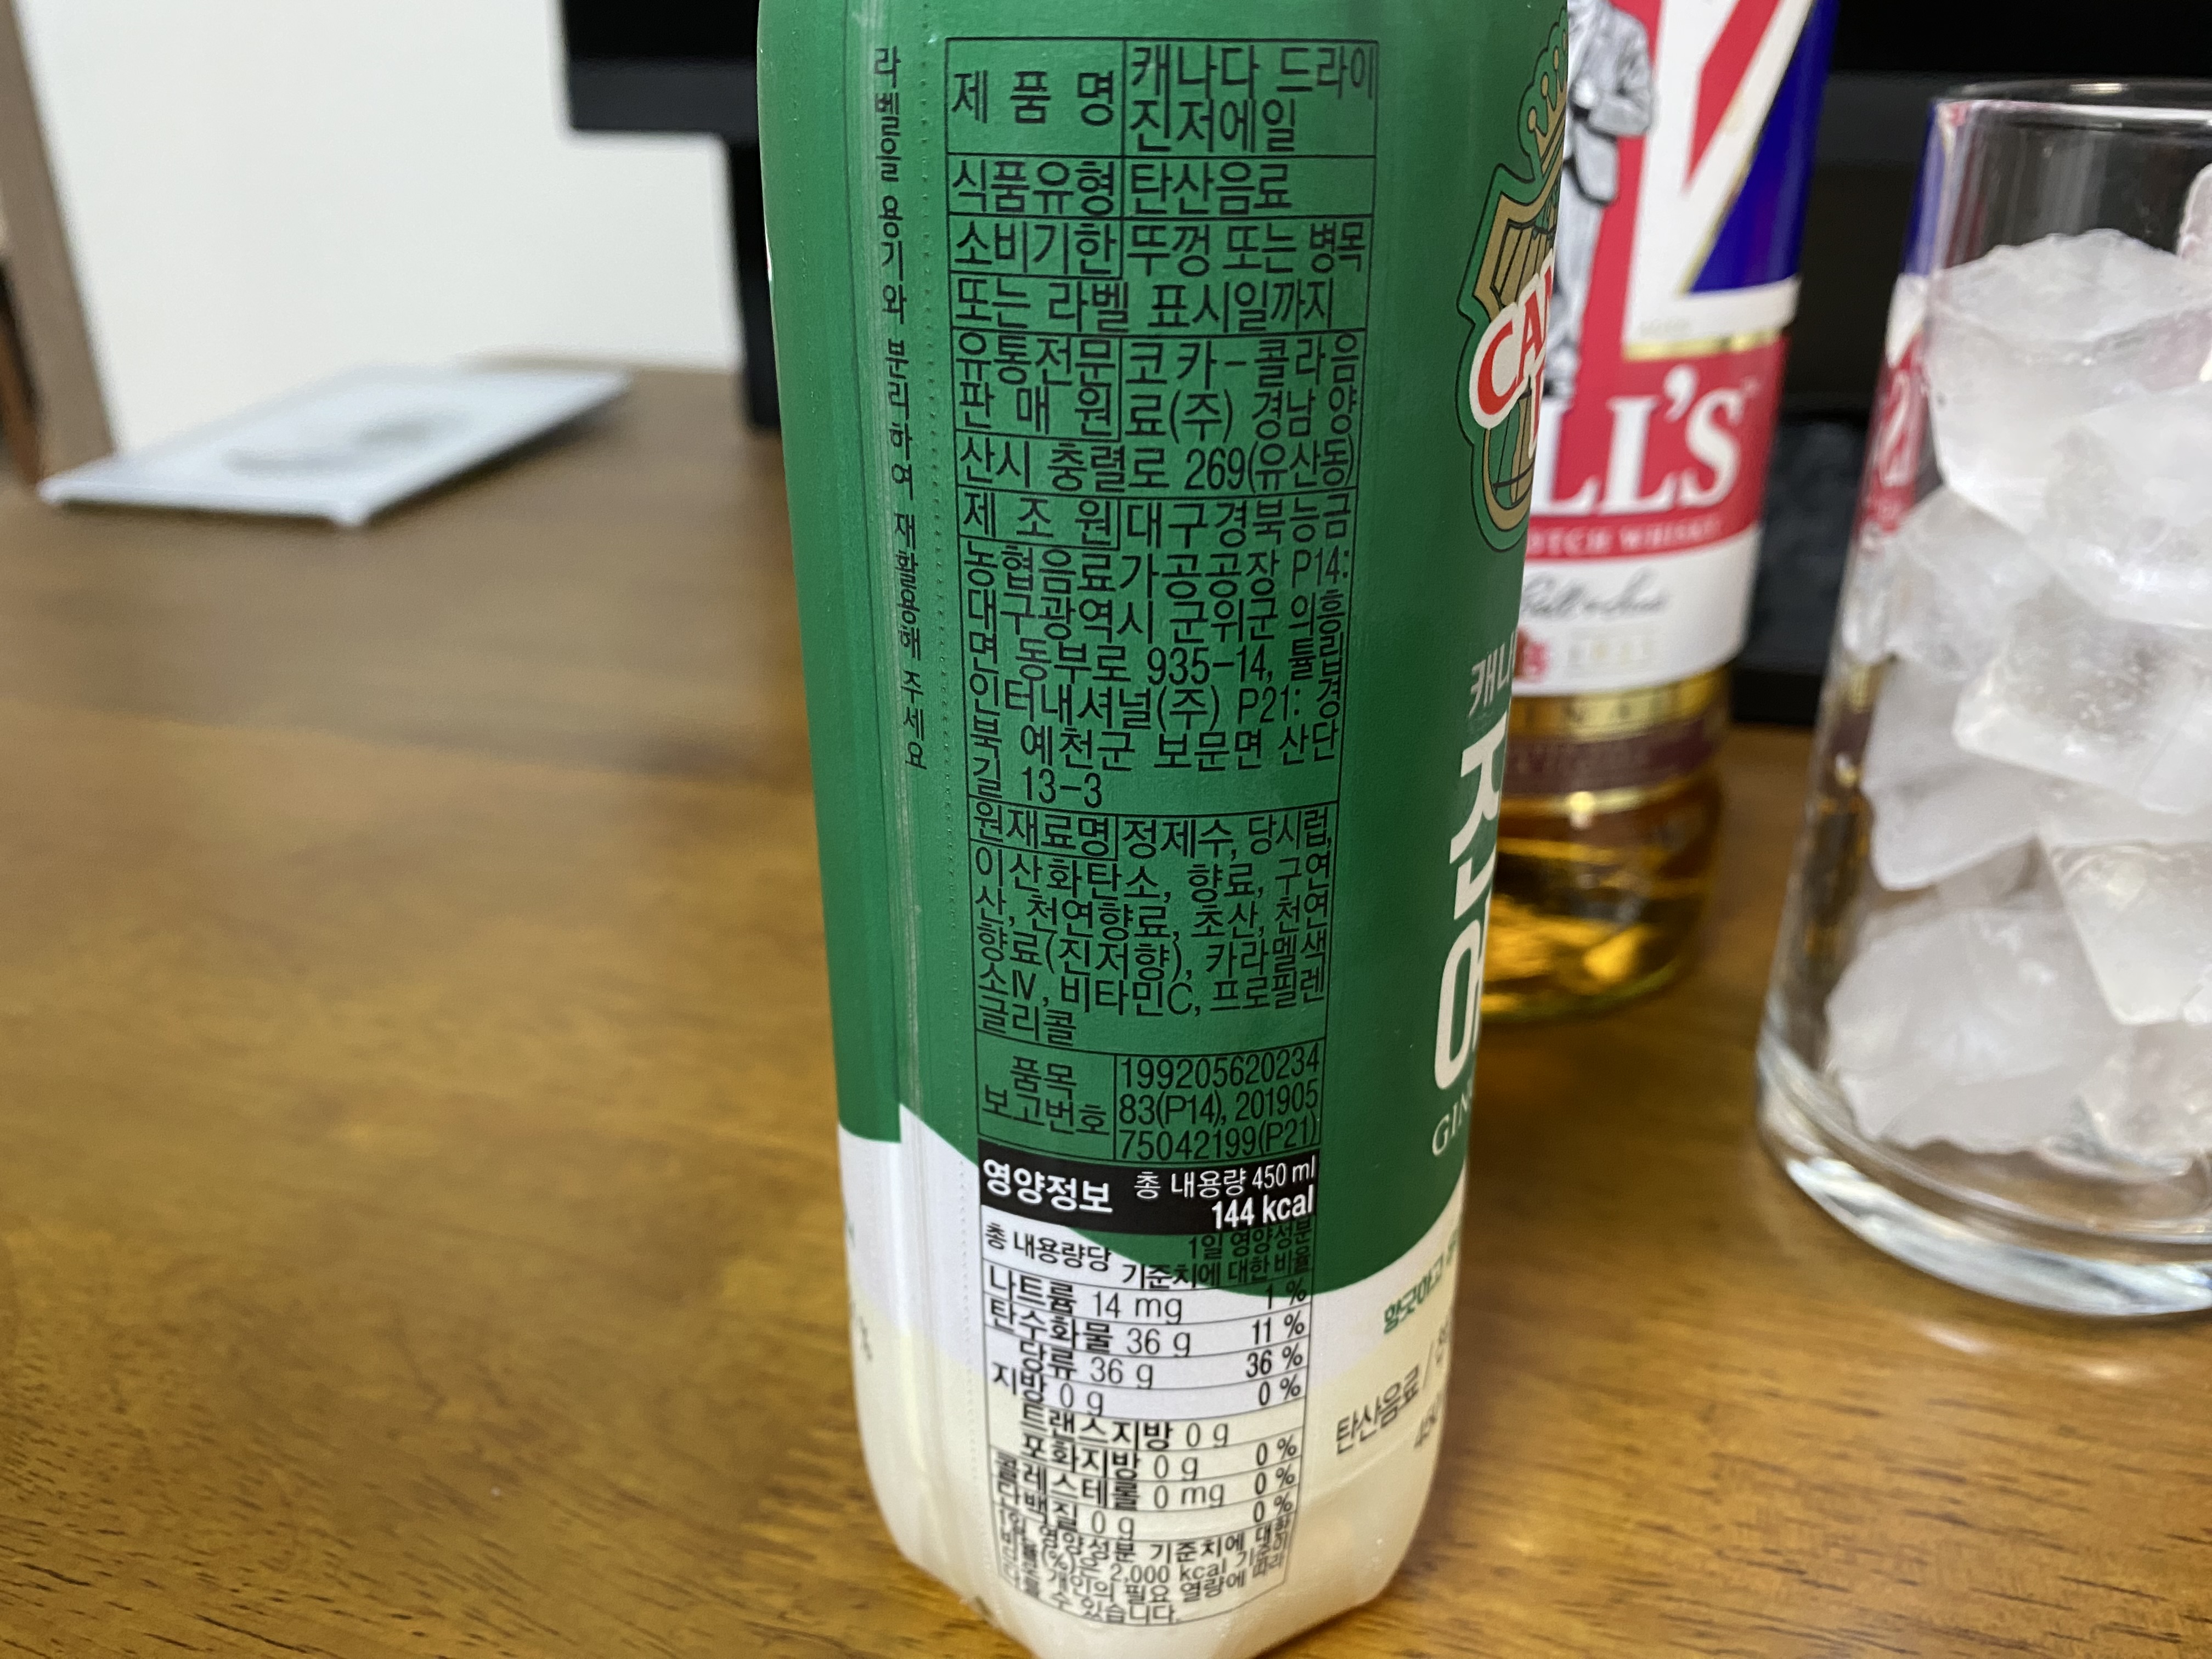 라벨을 용기와 분리하여 재활용해 주세요
제 품 명 캐나다 드라이
진저에일
식품유형 탄산음료
소비기한 뚜껑 또는 병목
또는 라벨 표시일까지
유통전문 코카-콜라음
판 매 원 료(주) 경남 양
산시 충렬로 269(유산동)
제 조 원 대구경북능금
농협음료가공공장 P14:
대구광역시 군위군 의흥
면 동부로 935-14, 튤립
인터내셔널(주) P21: 경
북 예천군 보문면 산단
길 13-3
원재료명 정제수, 당시럽,
이산화탄소, 향료, 구연
산, 천연향료, 초산, 천연
향료(진저향), 카라멜색
소Ⅳ, 비타민C, 프로필렌
글리콜
품목
보고번호
199205620234
83(P14), 201905
75042199(P21)
영양정보 총 내용량 450 ml
144 kcal
총 내용량당 1일 영양성분
기준치에 대한 비율
나트륨 14 mg 1 %
탄수화물 36 g 11 %
당류 36 g 36 %
지방 0 g 0 %
트랜스지방 0 g
포화지방 0 g 0 %
콜레스테롤 0 mg 0 %
단백질 0 g 0 %
1일 영양성분 기준치에 대한
비율(%)은 2,000 kcal 기준이
므로 개인의 필요 열량에 따라
다를 수 있습니다.
탄산음료
LL'S